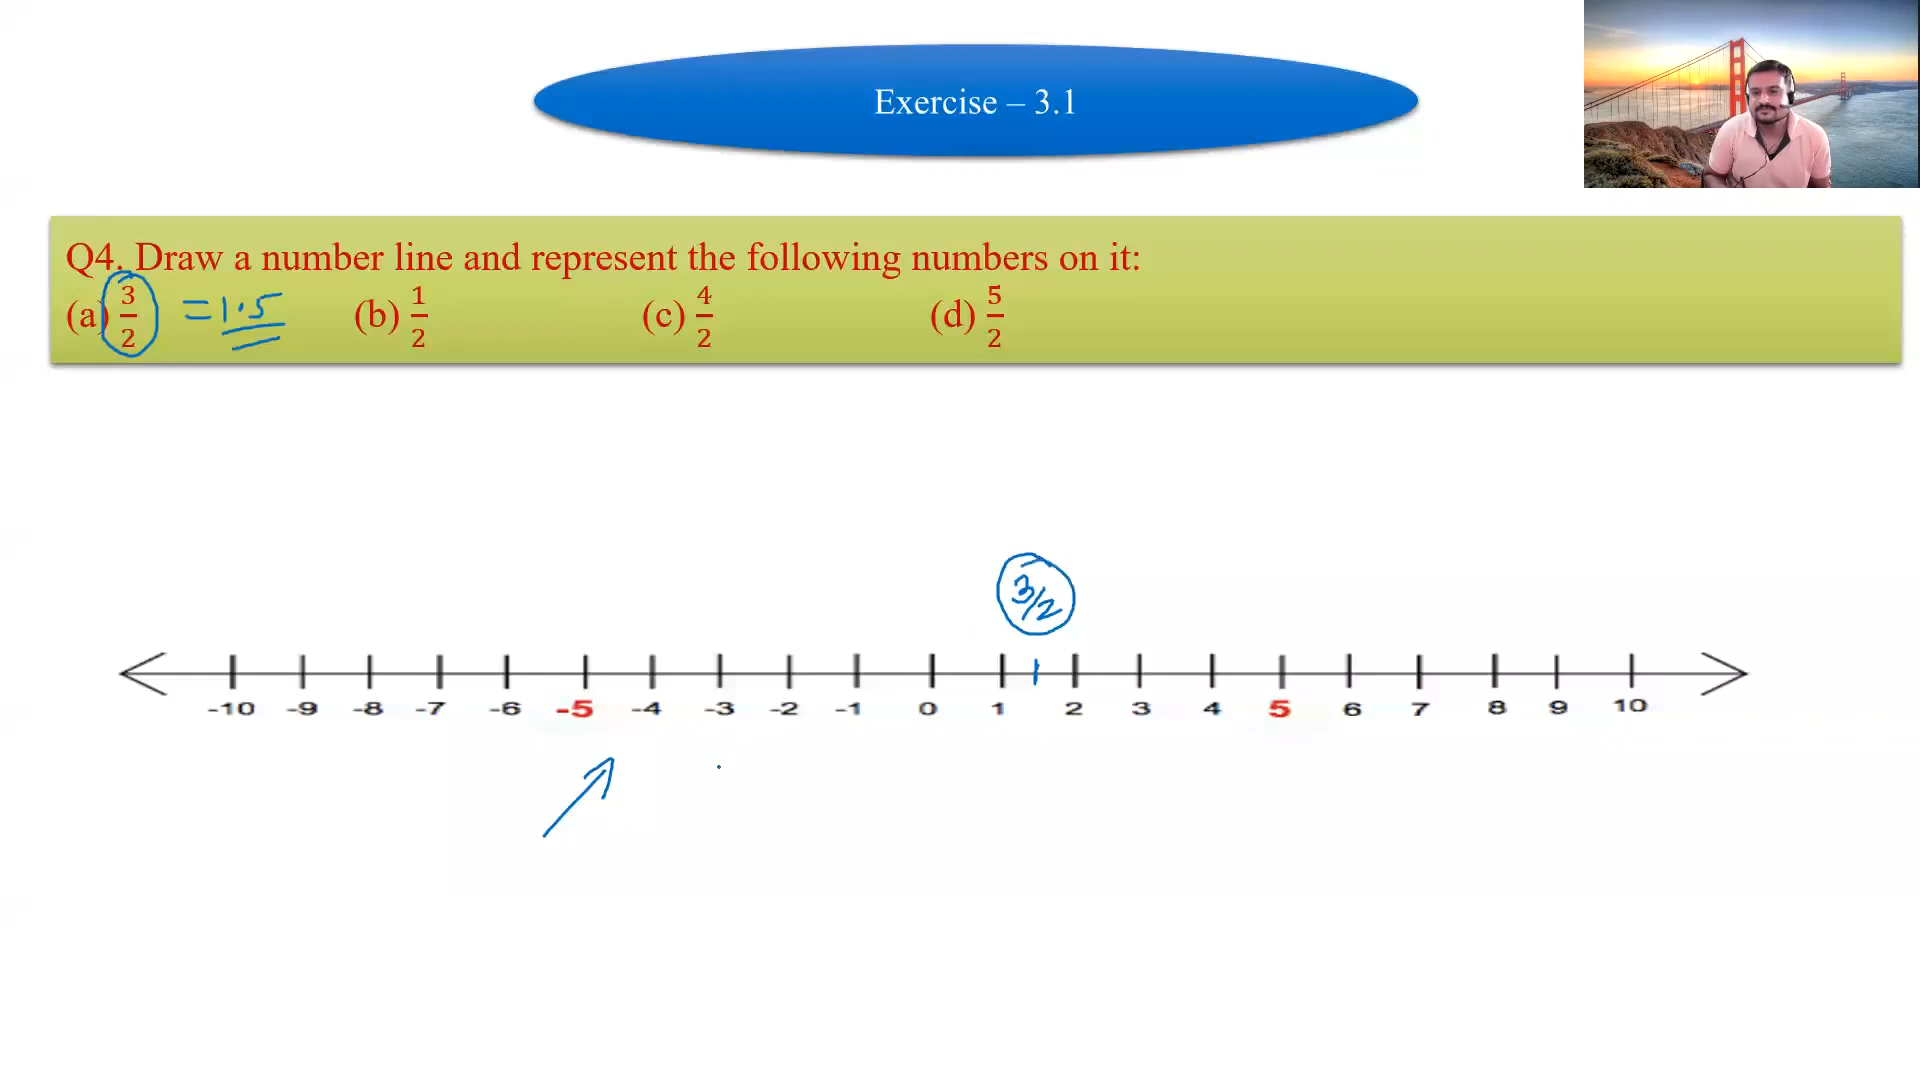 Exercise – 3.1
Q4. Draw a number line and represent the following numbers on it:
(a) 3/2 = 1.5 (b) 1/2 (c) 4/2 (d) 5/2
3/2
-10 -9 -8 -7 -6 -5 -4 -3 -2 -1 0 1 2 3 4 5 6 7 8 9 10